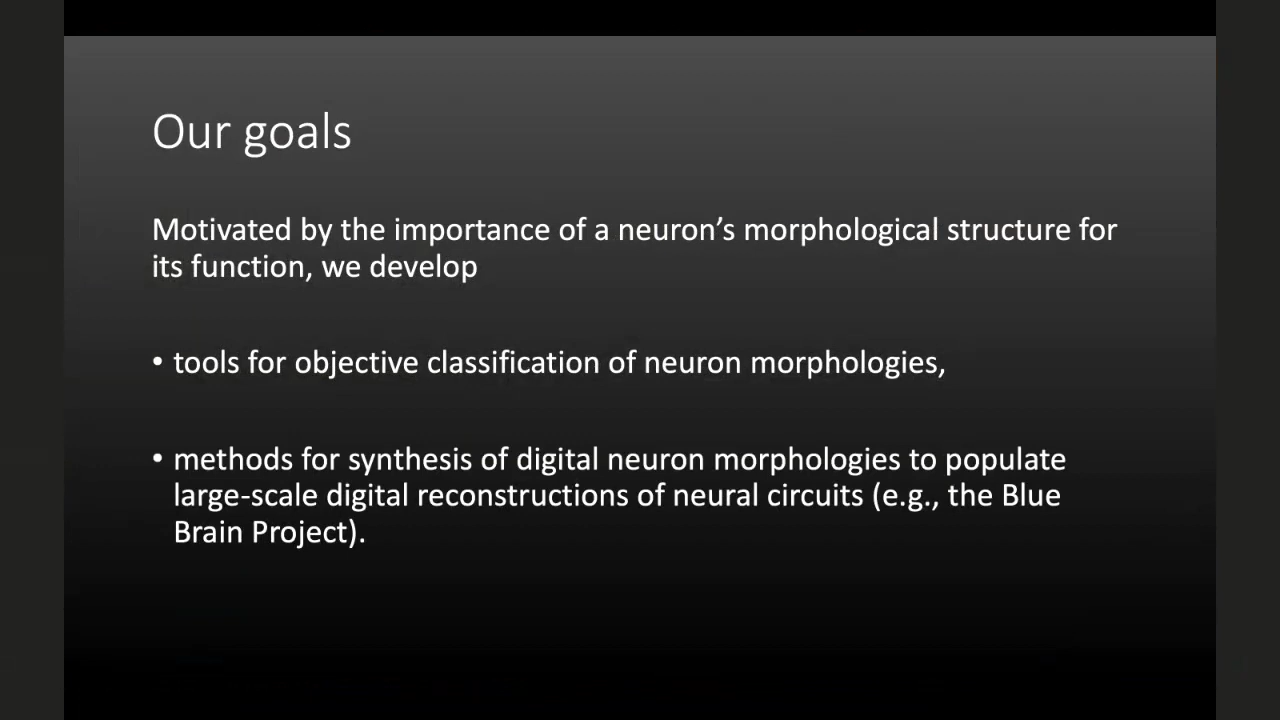 Our goals
Motivated by the importance of a neuron’s morphological structure for
its function, we develop
• tools for objective classification of neuron morphologies,
• methods for synthesis of digital neuron morphologies to populate
large-scale digital reconstructions of neural circuits (e.g., the Blue
Brain Project).